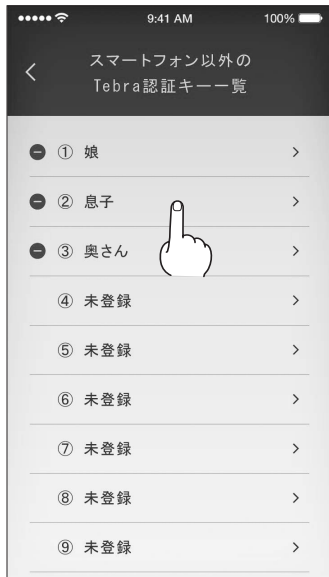 9:41 AM 100%
スマートフォン以外の
Tebra認証キー一覧
① 娘
② 息子
③ 奥さん
④ 未登録
⑤ 未登録
⑥ 未登録
⑦ 未登録
⑧ 未登録
⑨ 未登録